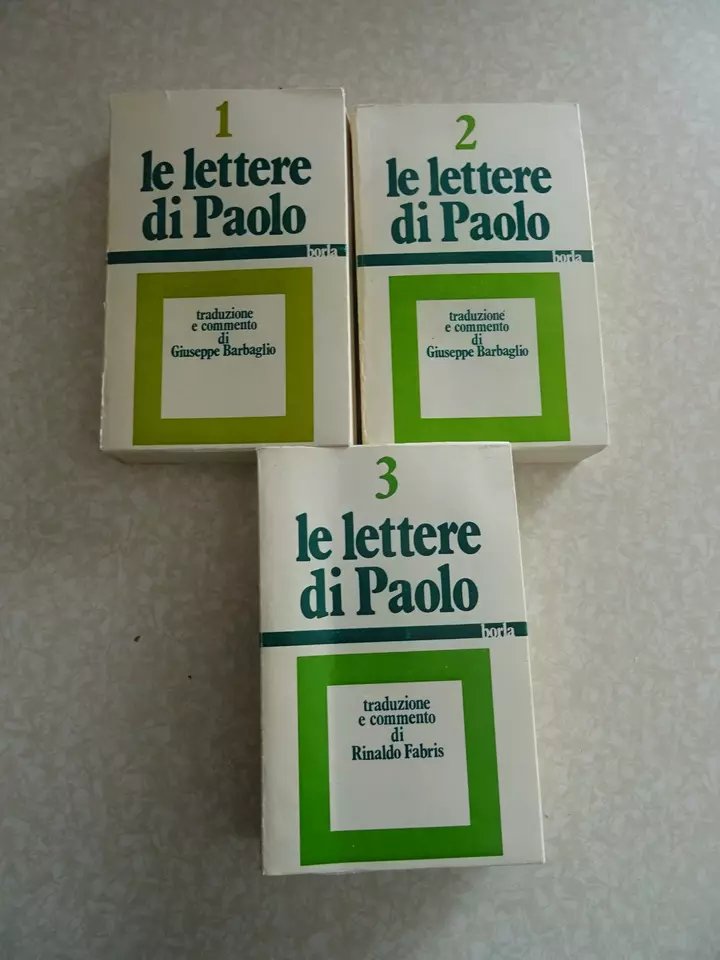 1
le lettere
di Paolo
borla
traduzione
e commento
di
Giuseppe Barbaglio
2
le lettere
di Paolo
borla
traduzione
e commento
di
Giuseppe Barbaglio
3
le lettere
di Paolo
borla
traduzione
e commento
di
Rinaldo Fabris